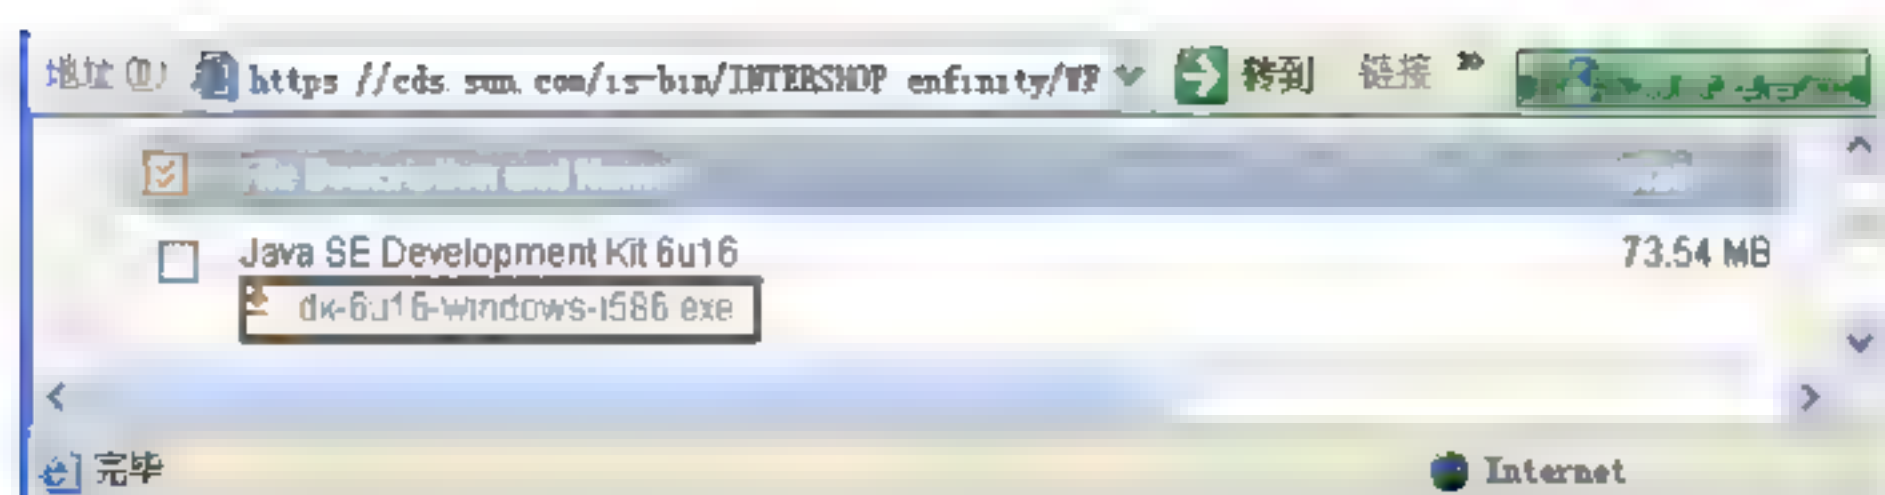 地址(D) https //cds. sun. com/is-bin/INTERSHOP enfinity/WF 转到 链接 »
Java SE Development Kit 6u16 73.54 MB
dk-6u16-windows-i586 exe
完毕 Internet